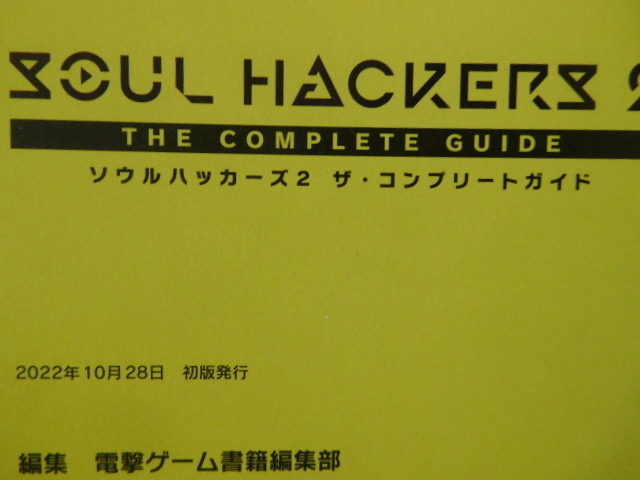 SOUL HACKERS 2
THE COMPLETE GUIDE
ソウルハッカーズ2 ザ・コンプリートガイド
2022年10月28日 初版発行
編集 電撃ゲーム書籍編集部